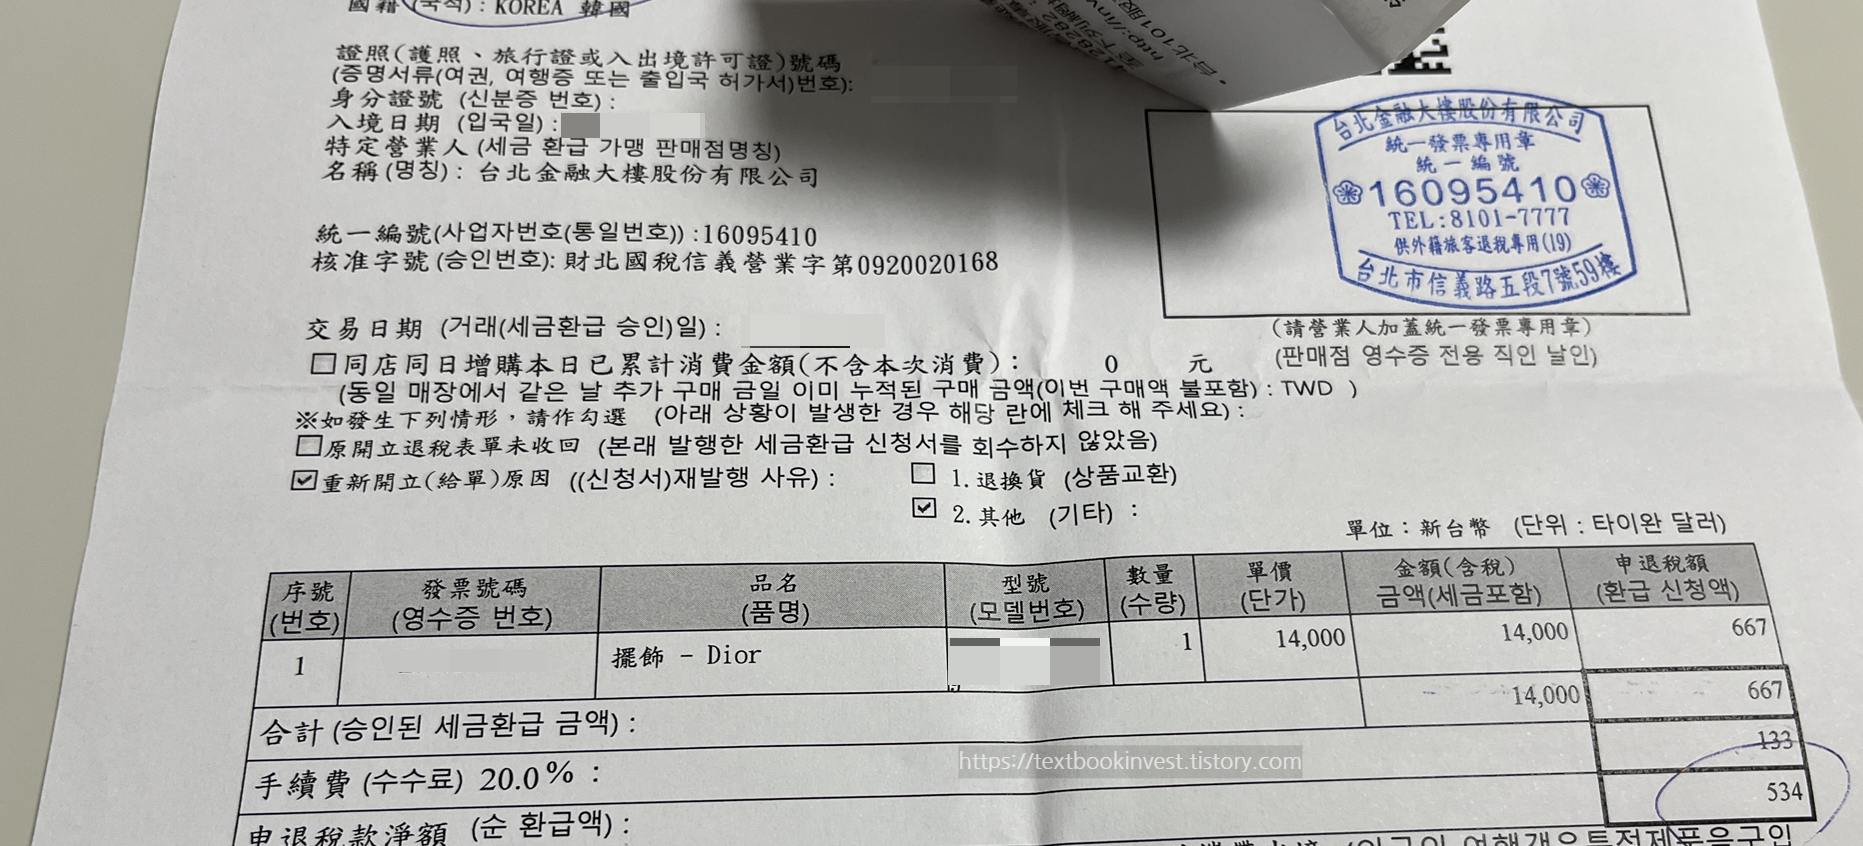 國籍 (국적) : KOREA 韓國
證照(護照、旅行證或入出境許可證)號碼
(증명서류(여권, 여행증 또는 출입국 허가서)번호):
身分證號 (신분증 번호) :
入境日期 (입국일) :
特定營業人 (세금 환급 가맹 판매점명칭)
名稱 (명칭) : 台北金融大樓股份有限公司
統一編號(사업자번호(통일번호)) :16095410
核准字號 (승인번호): 財北國稅信義營業字第0920020168
台北金融大樓股份有限公司
統一發票專用章
統一編號
16095410
TEL:8101-7777
供外籍旅客退稅專用(19)
台北市信義路五段7號59樓
(請營業人加蓋統一發票專用章)
(판매점 영수증 전용 직인 날인)
交易日期 (거래(세금환급 승인)일) :
☐同店同日增購本日已累計消費金額(不含本次消費): 0 元
(동일 매장에서 같은 날 추가 구매 금일 이미 누적된 구매 금액(이번 구매액 불포함) : TWD )
※如發生下列情形，請作勾選 (아래 상황이 발생한 경우 해당 란에 체크 해 주세요) :
☐原開立退稅表單未收回 (본래 발행한 세금환급 신청서를 회수하지 않았음)
☑重新開立(給單)原因 ((신청서)재발행 사유) : ☐ 1.退換貨 (상품교환)
☑ 2.其他 (기타) :
單位：新台幣 (단위 : 타이완 달러)
序號 發票號碼 品名 型號 數量 單價 金額(含稅) 申退稅額
(번호) (영수증 번호) (품명) (모델번호) (수량) (단가) 금액(세금포함) (환급 신청액)
1 擺飾 - Dior 1 14,000 14,000 667
合計 (승인된 세금환급 금액) : 14,000 667
手續費 (수수료) 20.0% : 133
申退稅款淨額 (순 환급액) : 534
https://textbookinvest.tistory.com